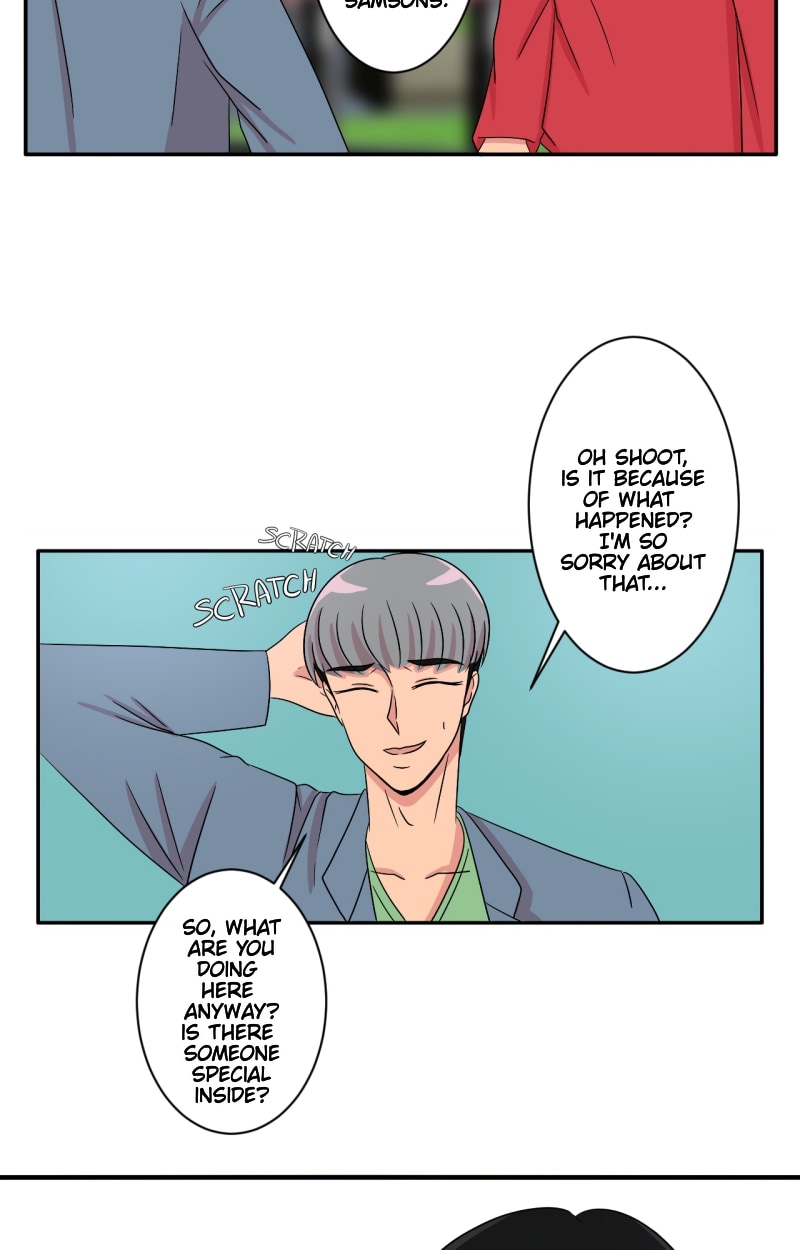 SAMSONS.
OH SHOOT,
IS IT BECAUSE
OF WHAT
HAPPENED?
I'M SO
SORRY ABOUT
THAT...
SCRATCH
SCRATCH
SO, WHAT
ARE YOU
DOING
HERE
ANYWAY?
IS THERE
SOMEONE
SPECIAL
INSIDE?